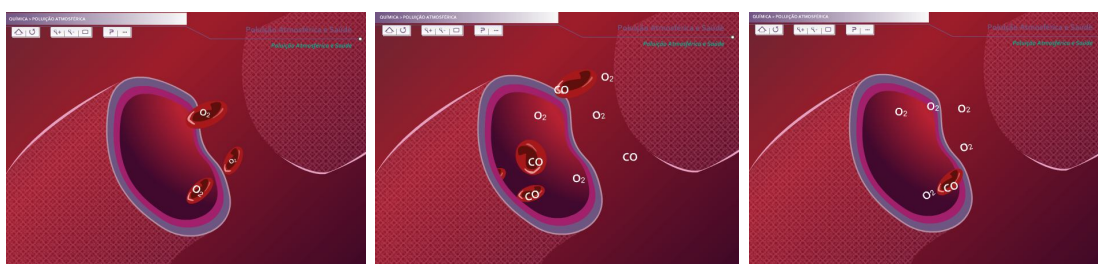 QUÍMICA > POLUIÇÃO ATMOSFÉRICA
Poluição Atmosférica e Saúde
Poluição Atmosférica e Saúde
O₂
O₂
O₂
QUÍMICA > POLUIÇÃO ATMOSFÉRICA
Poluição Atmosférica e Saúde
Poluição Atmosférica e Saúde
O₂
CO
O₂
O₂
CO
CO
O₂
CO
QUÍMICA > POLUIÇÃO ATMOSFÉRICA
Poluição Atmosférica e Saúde
Poluição Atmosférica e Saúde
O₂
O₂
O₂
O₂
CO
O₂